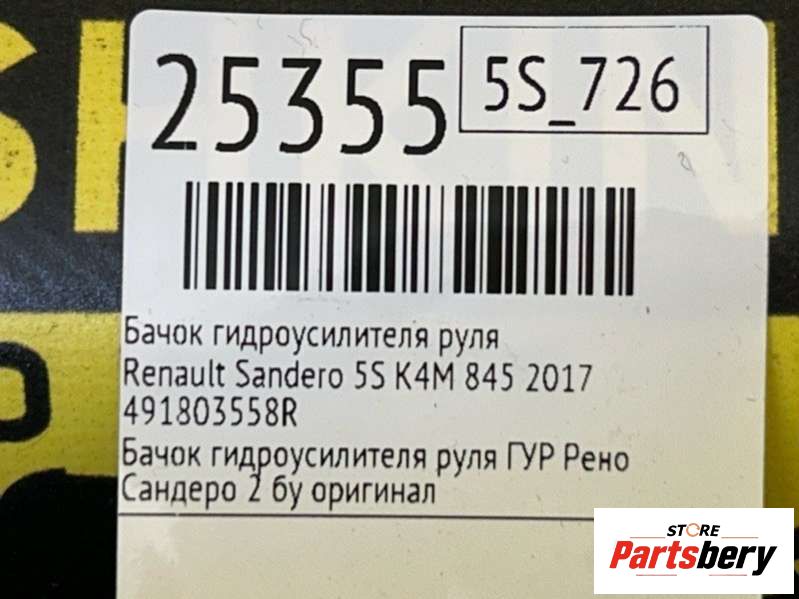 25355
5S_726
Бачок гидроусилителя руля
Renault Sandero 5S K4M 845 2017
491803558R
Бачок гидроусилителя руля ГУР Рено
Сандеро 2 бу оригинал
STORE
Partsbery